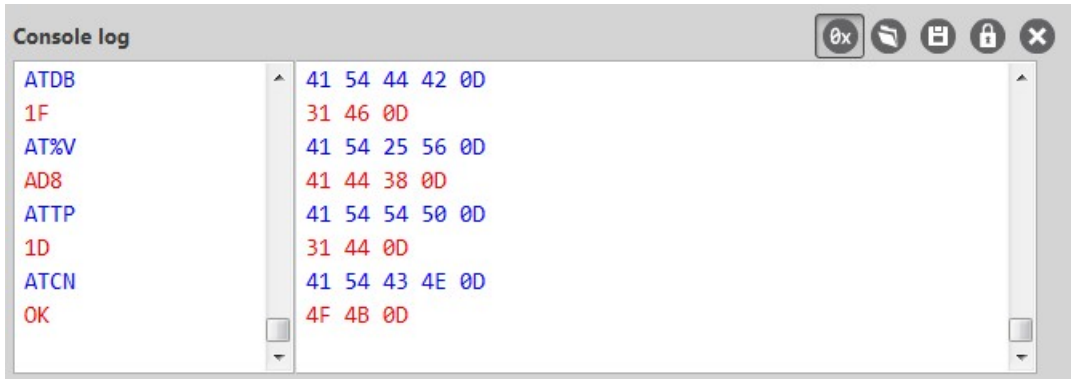 Console log 0x
ATDB 41 54 44 42 0D
1F 31 46 0D
AT%V 41 54 25 56 0D
AD8 41 44 38 0D
ATTP 41 54 54 50 0D
1D 31 44 0D
ATCN 41 54 43 4E 0D
OK 4F 4B 0D